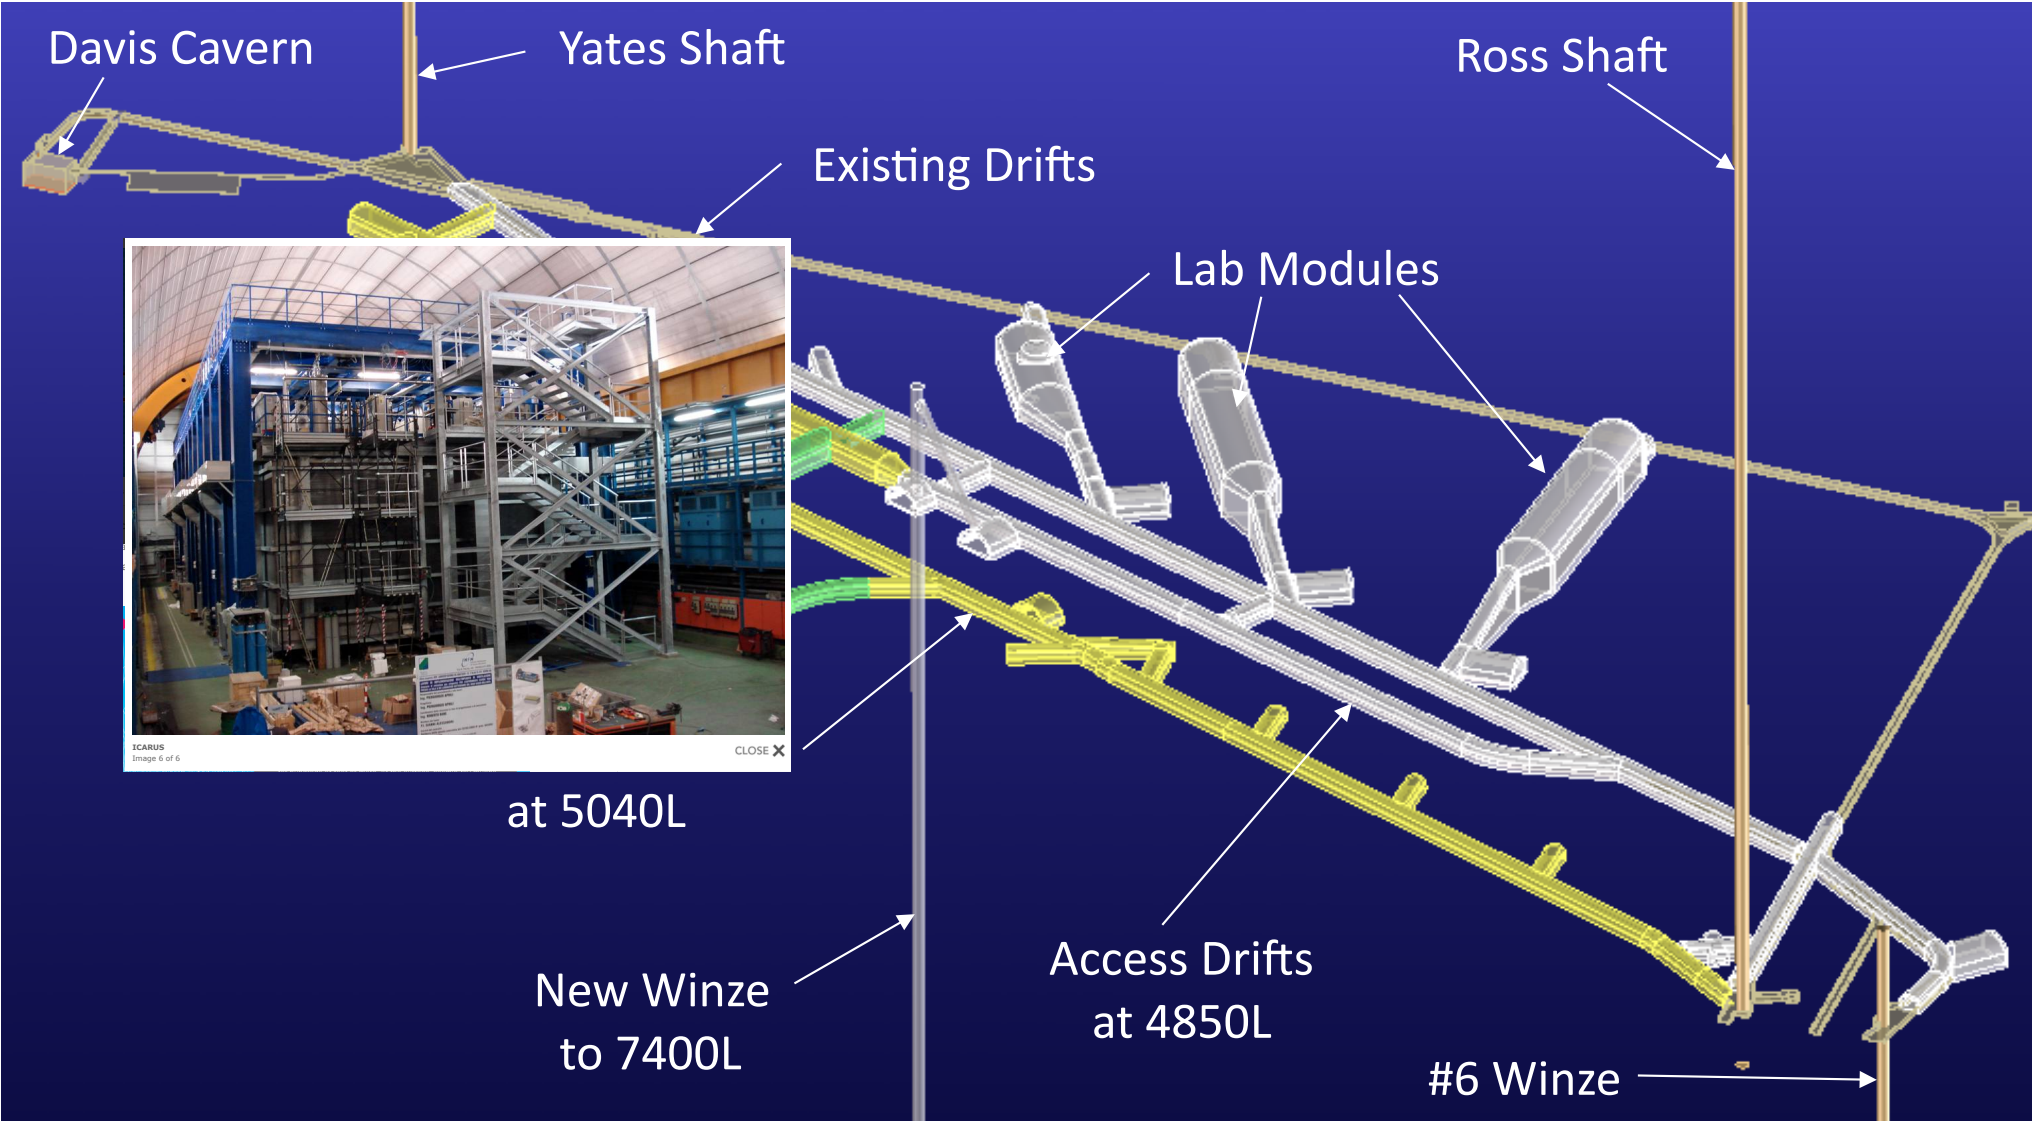 Davis Cavern
Yates Shaft
Ross Shaft
Existing Drifts
Lab Modules
ICARUS
Image 6 of 6
CLOSE
at 5040L
New Winze
to 7400L
Access Drifts
at 4850L
#6 Winze